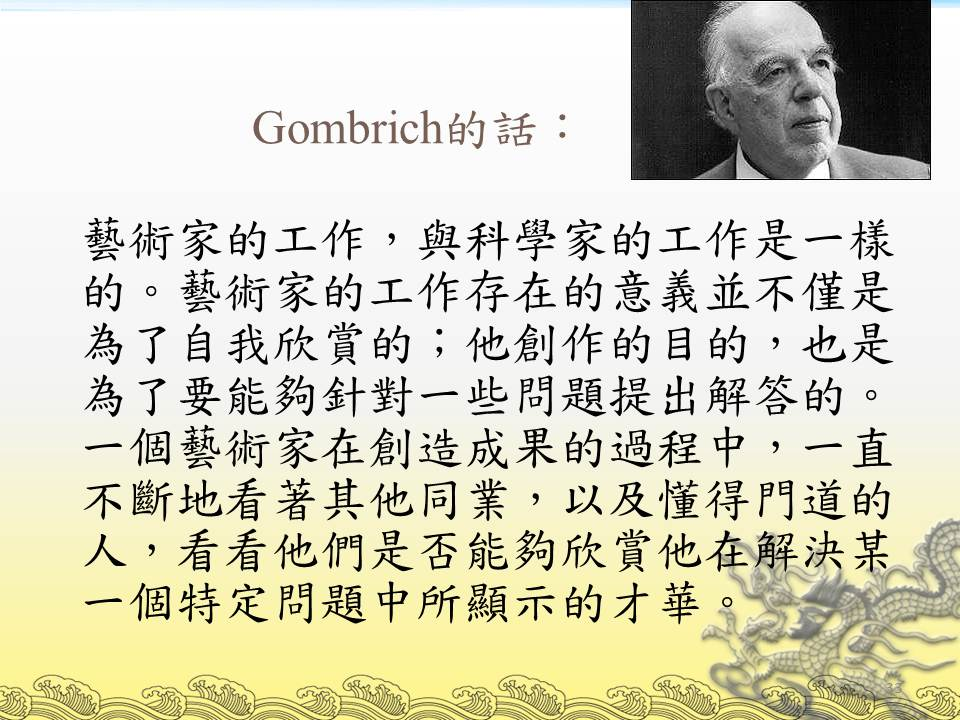 Gombrich的話：
藝術家的工作，與科學家的工作是一樣
的。藝術家的工作存在的意義並不僅是
為了自我欣賞的；他創作的目的，也是
為了要能夠針對一些問題提出解答的。
一個藝術家在創造成果的過程中，一直
不斷地看著其他同業，以及懂得門道的
人，看看他們是否能夠欣賞他在解決某
一個特定問題中所顯示的才華。
33